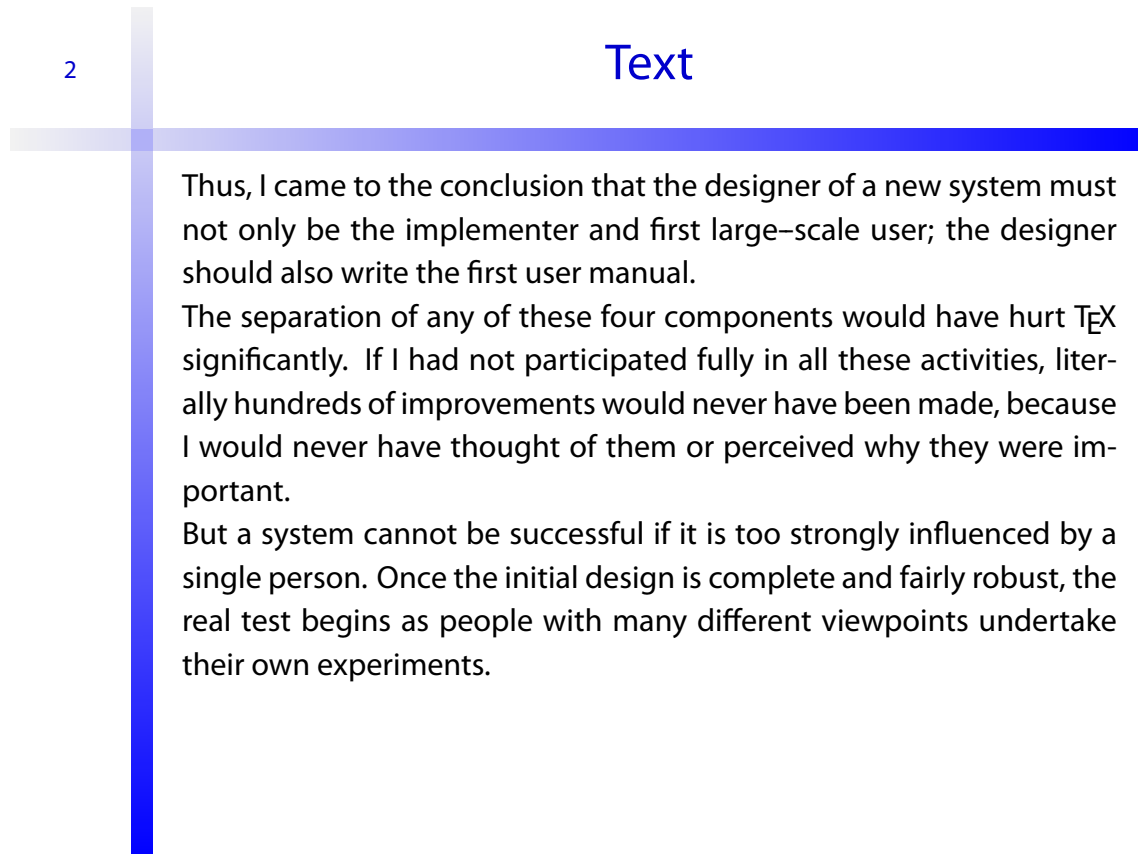 2
Text
Thus, I came to the conclusion that the designer of a new system must
not only be the implementer and first large–scale user; the designer
should also write the first user manual.
The separation of any of these four components would have hurt TEX
significantly. If I had not participated fully in all these activities, liter-
ally hundreds of improvements would never have been made, because
I would never have thought of them or perceived why they were im-
portant.
But a system cannot be successful if it is too strongly influenced by a
single person. Once the initial design is complete and fairly robust, the
real test begins as people with many different viewpoints undertake
their own experiments.